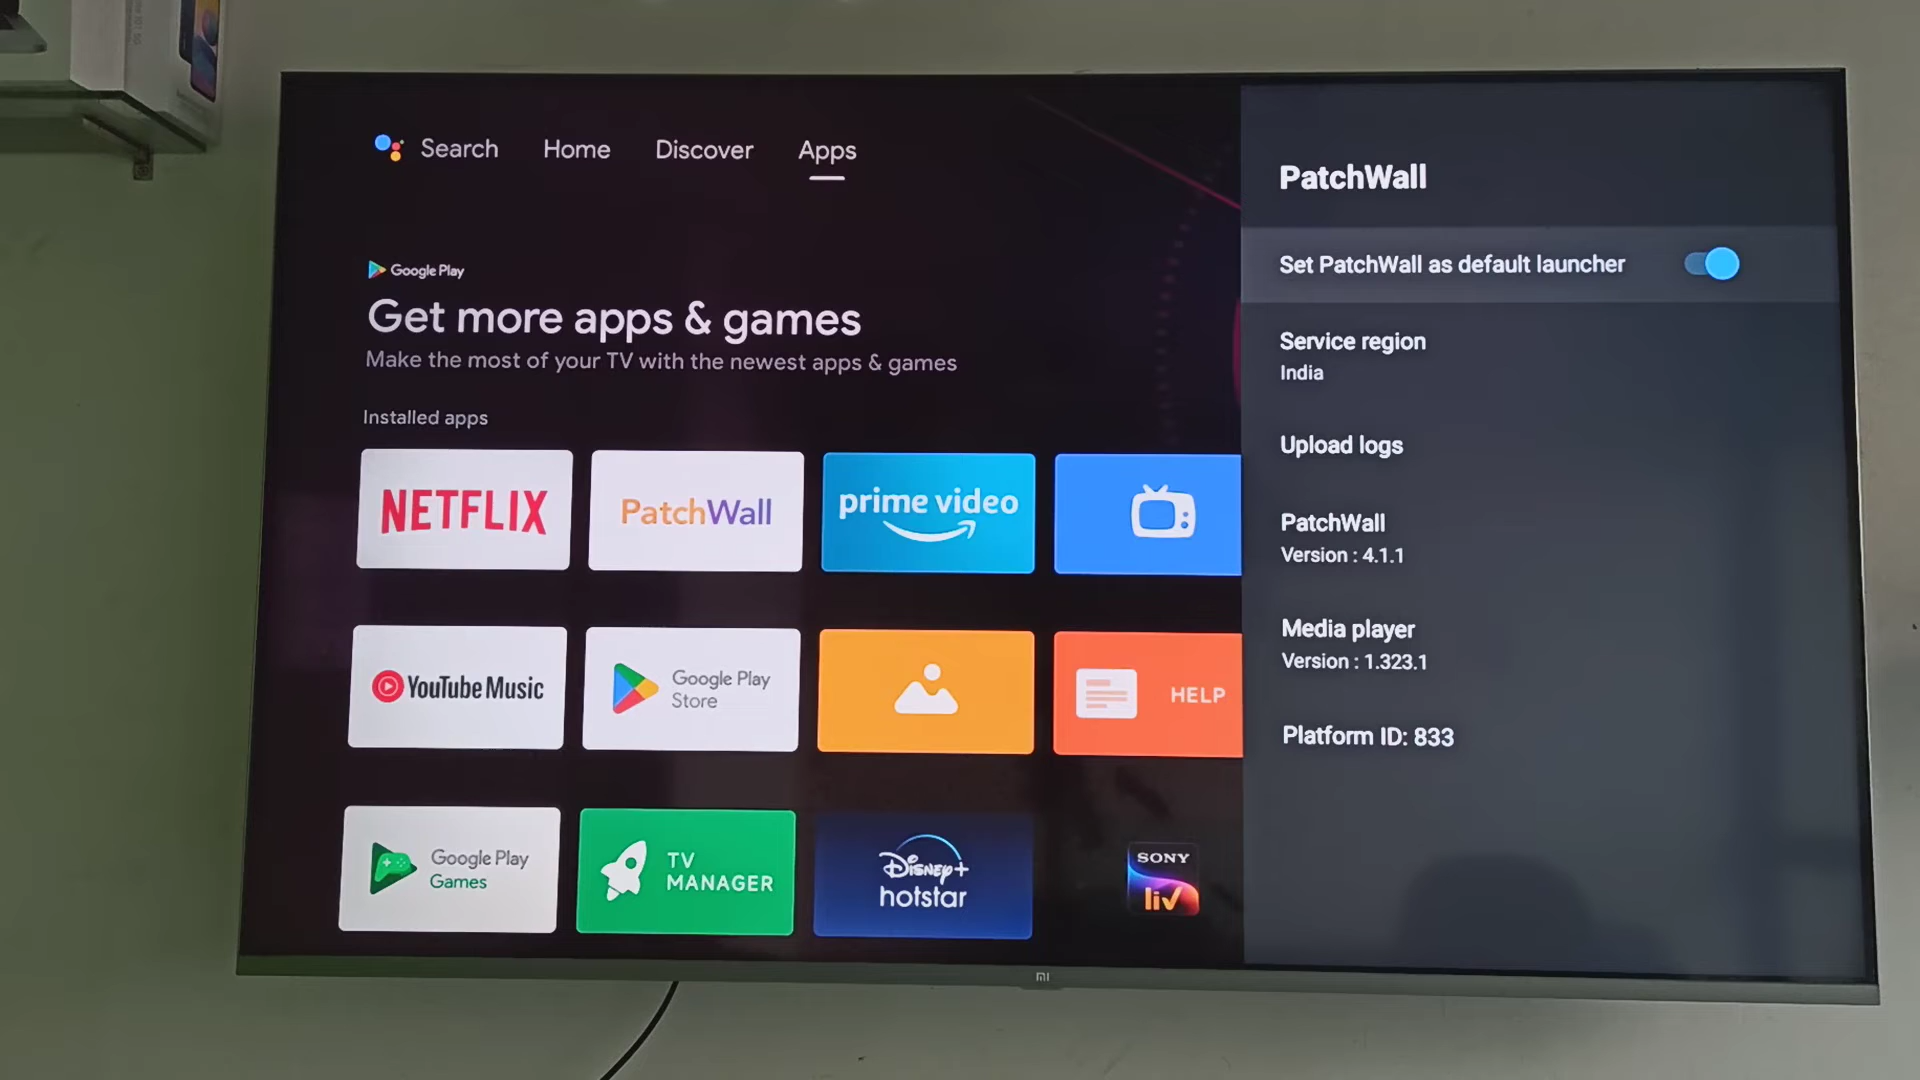 Search Home Discover Apps
Google Play
Get more apps & games
Make the most of your TV with the newest apps & games
Installed apps
NETFLIX
PatchWall
prime video
YouTube Music
Google Play
Store
HELP
Google Play
Games
TV
MANAGER
Disney+
hotstar
SONY
liv
PatchWall
Set PatchWall as default launcher
Service region
India
Upload logs
PatchWall
Version : 4.1.1
Media player
Version : 1.323.1
Platform ID: 833
mi